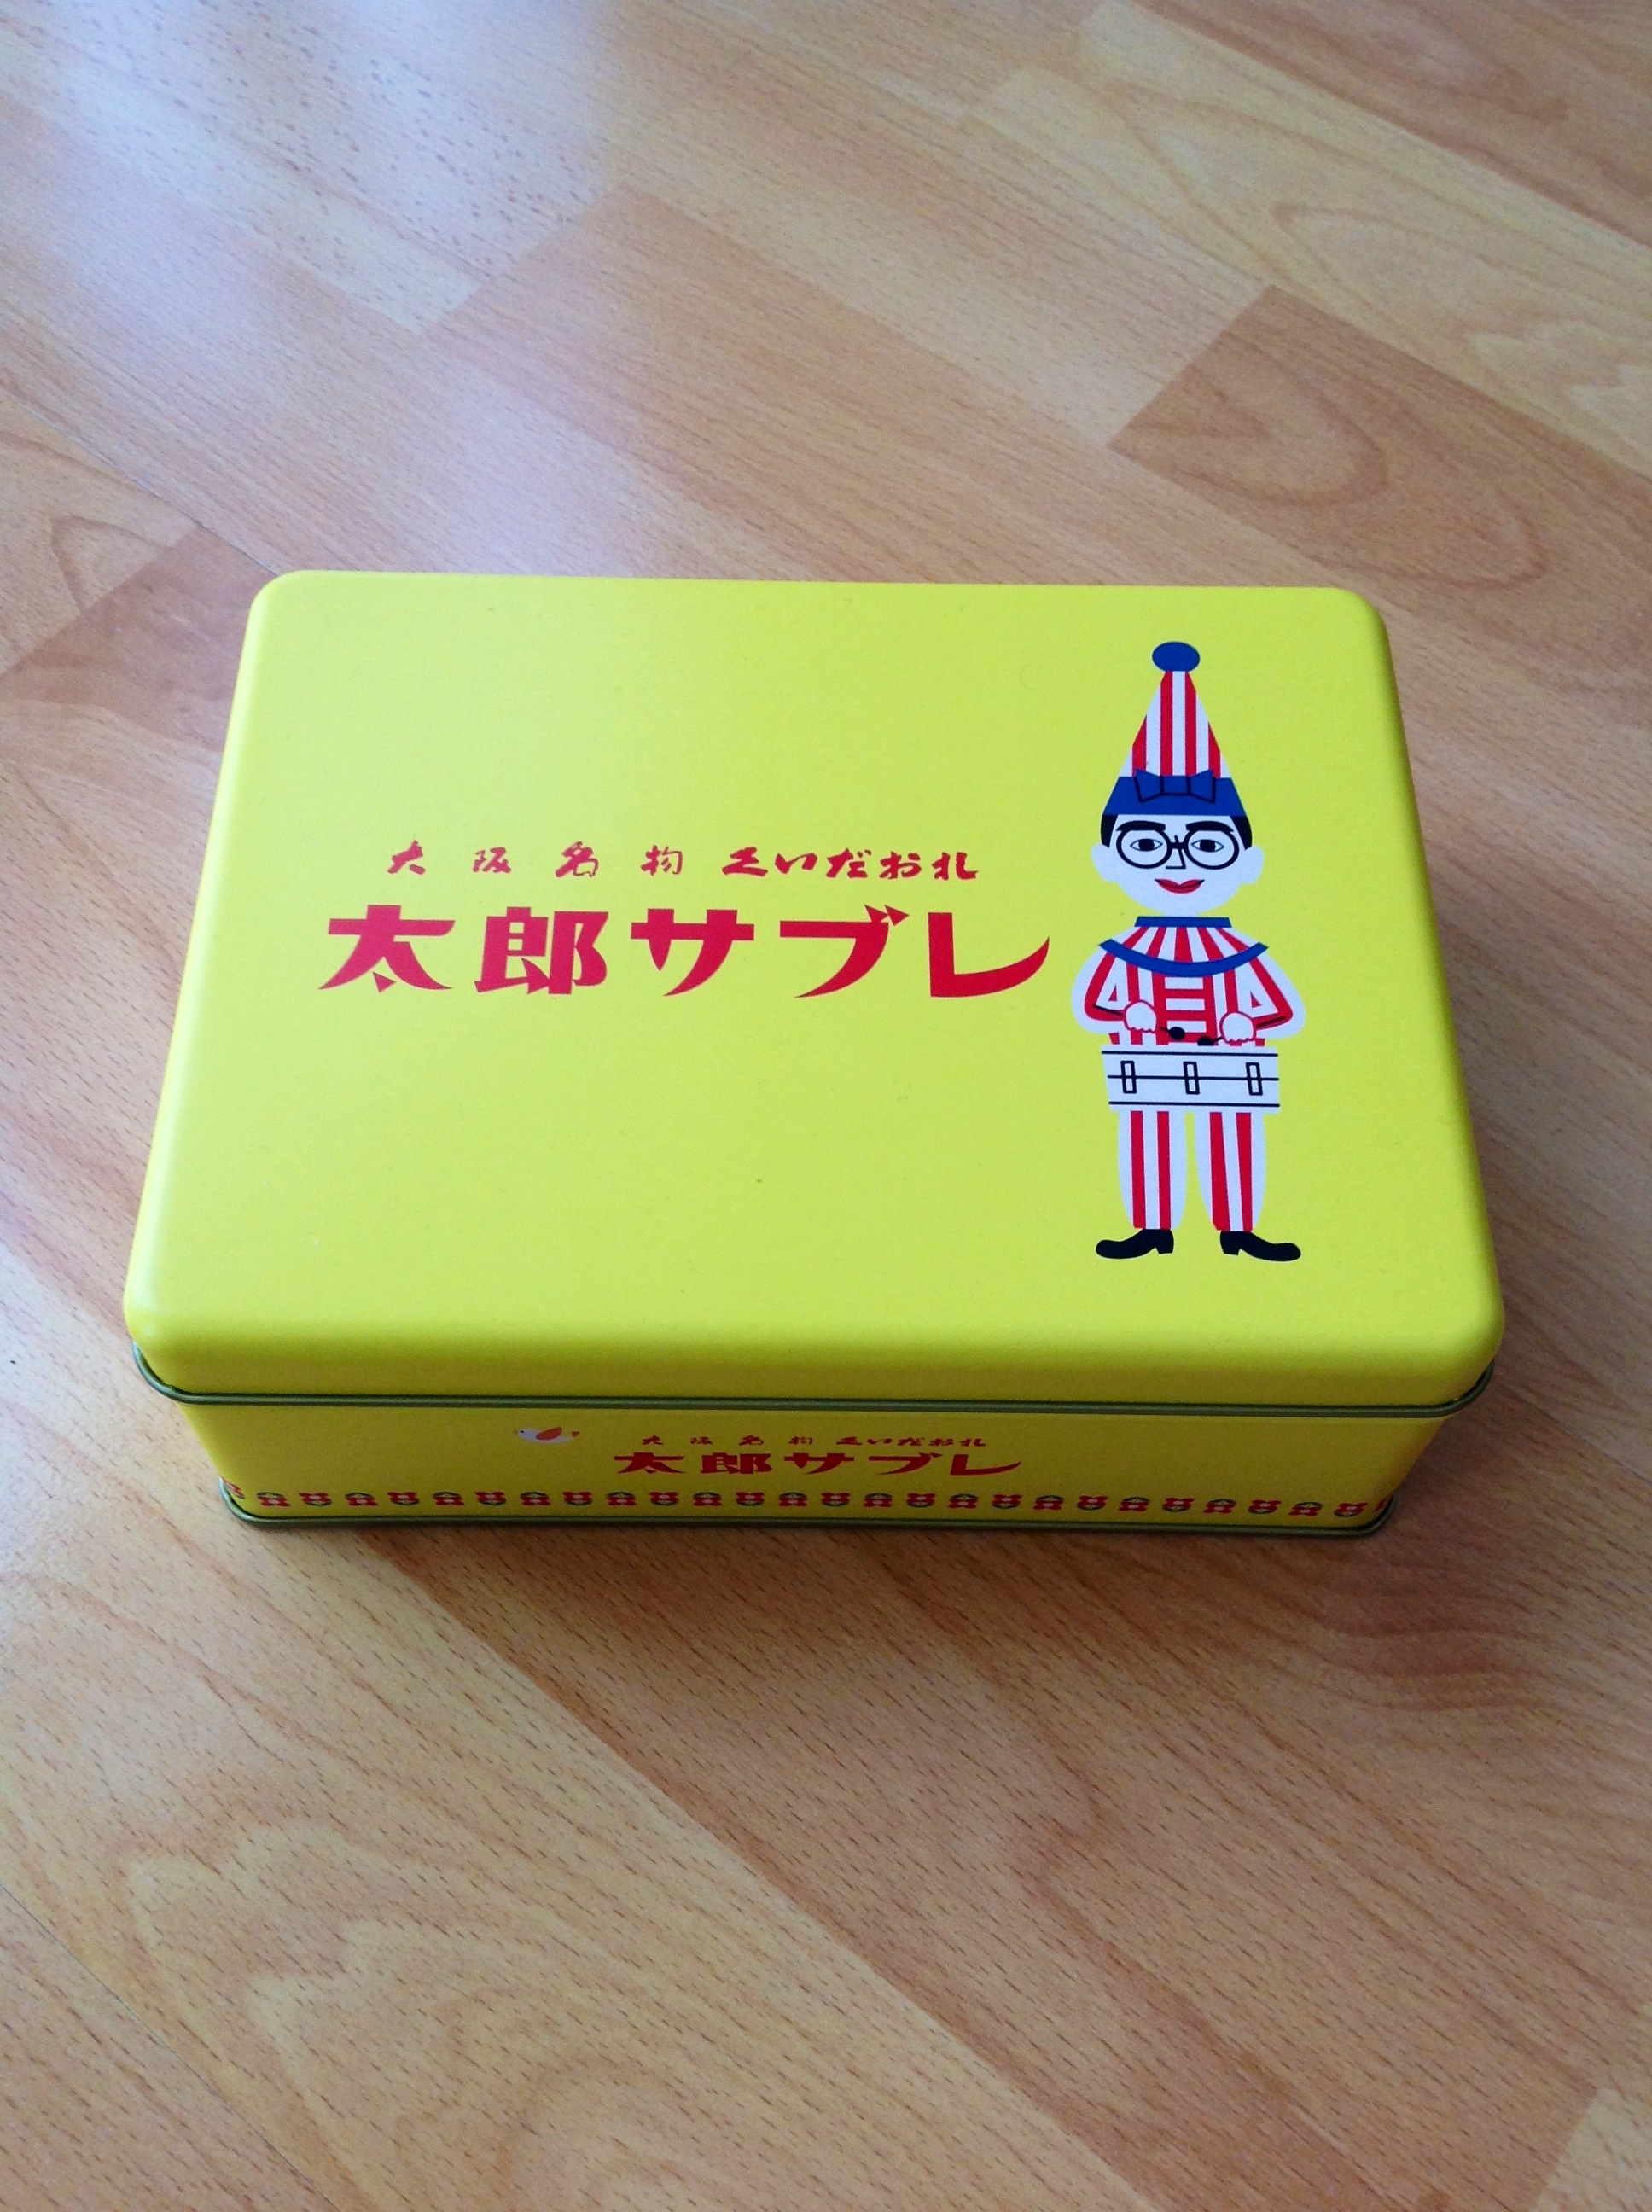 大阪名物 くいだおれ
太郎サブレ
大阪名物 くいだおれ
太郎サブレ